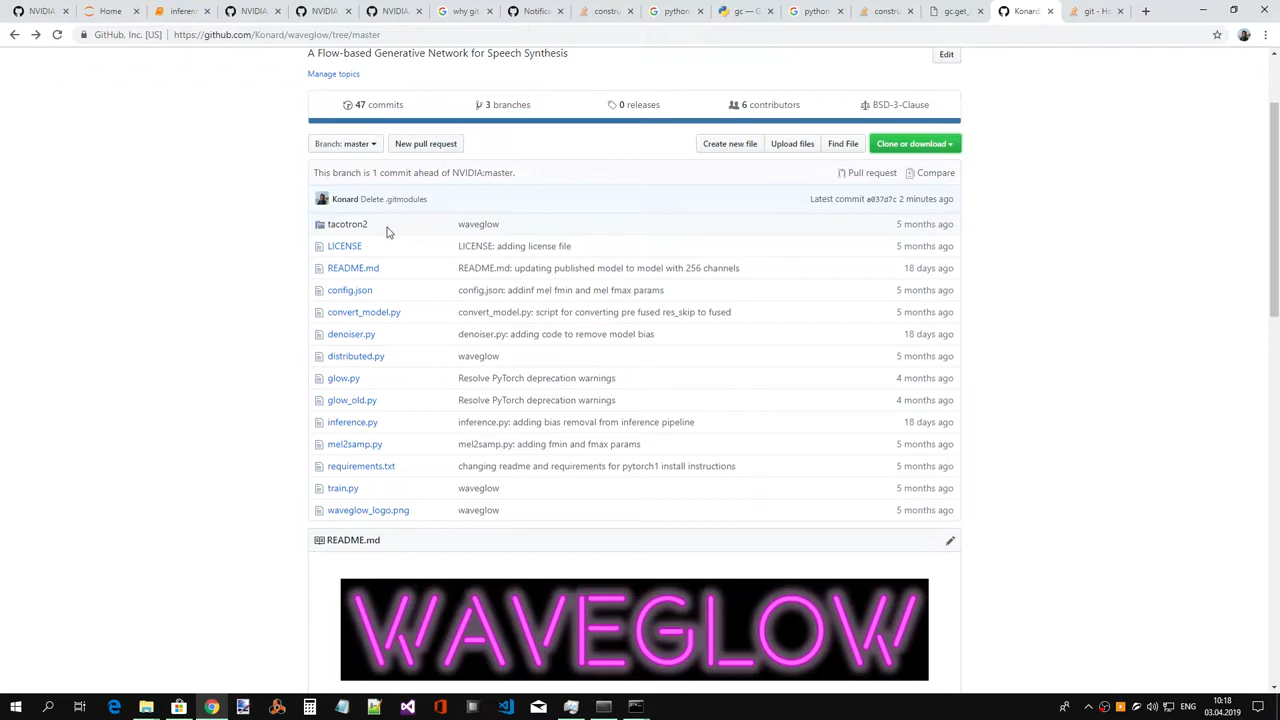 NVIDIA
Home
inferen
NVIDIA
NVIDIA
NVIDIA
why git
Notifica
constru
python
gc — G
python
constru
gc.get_
Konard
git - Ho
GitHub, Inc. [US]
https://github.com/Konard/waveglow/tree/master
A Flow-based Generative Network for Speech Synthesis
Edit
Manage topics
47 commits
3 branches
0 releases
6 contributors
BSD-3-Clause
Branch: master
New pull request
Create new file
Upload files
Find File
Clone or download
This branch is 1 commit ahead of NVIDIA:master.
Pull request
Compare
Konard Delete .gitmodules
Latest commit a037d7c 2 minutes ago
tacotron2
waveglow
5 months ago
LICENSE
LICENSE: adding license file
5 months ago
README.md
README.md: updating published model to model with 256 channels
18 days ago
config.json
config.json: addinf mel fmin and mel fmax params
5 months ago
convert_model.py
convert_model.py: script for converting pre fused res_skip to fused
5 months ago
denoiser.py
denoiser.py: adding code to remove model bias
18 days ago
distributed.py
waveglow
5 months ago
glow.py
Resolve PyTorch deprecation warnings
4 months ago
glow_old.py
Resolve PyTorch deprecation warnings
4 months ago
inference.py
inference.py: adding bias removal from inference pipeline
18 days ago
mel2samp.py
mel2samp.py: adding fmin and fmax params
5 months ago
requirements.txt
changing readme and requirements for pytorch1 install instructions
5 months ago
train.py
waveglow
5 months ago
waveglow_logo.png
waveglow
5 months ago
README.md
WAVEGLOW
ENG
10:18
03.04.2019